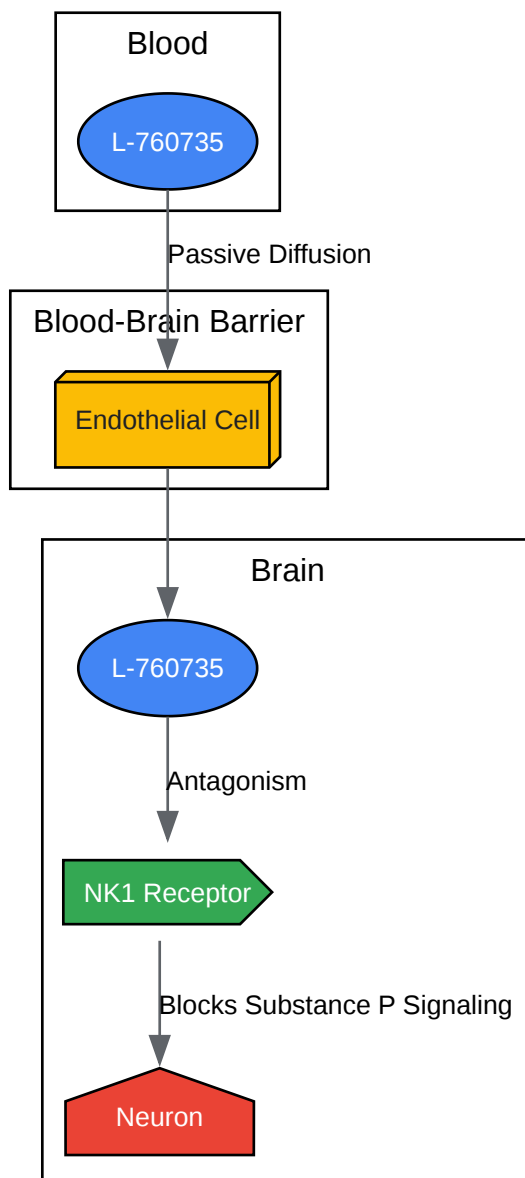 Blood
L-760735
Passive Diffusion
Blood-Brain Barrier
Endothelial Cell
Brain
L-760735
Antagonism
NK1 Receptor
Blocks Substance P Signaling
Neuron